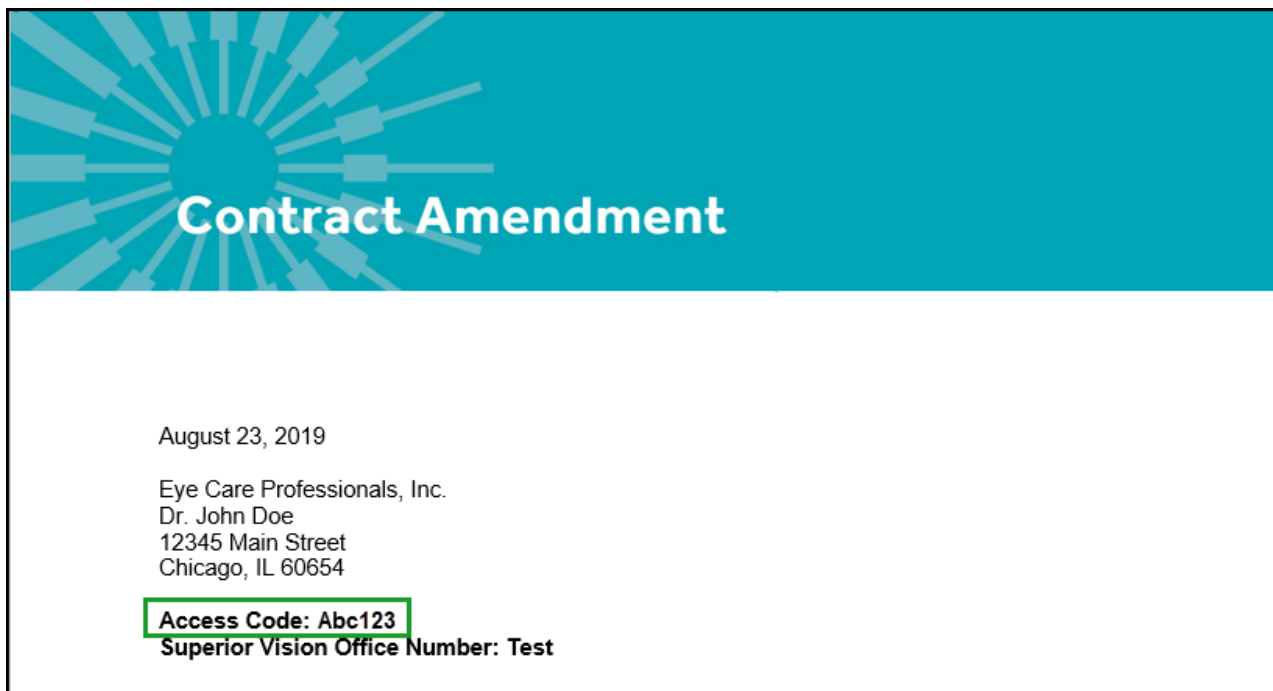 Contract Amendment
August 23, 2019
Eye Care Professionals, Inc.
Dr. John Doe
12345 Main Street
Chicago, IL 60654
Access Code: Abc123
Superior Vision Office Number: Test